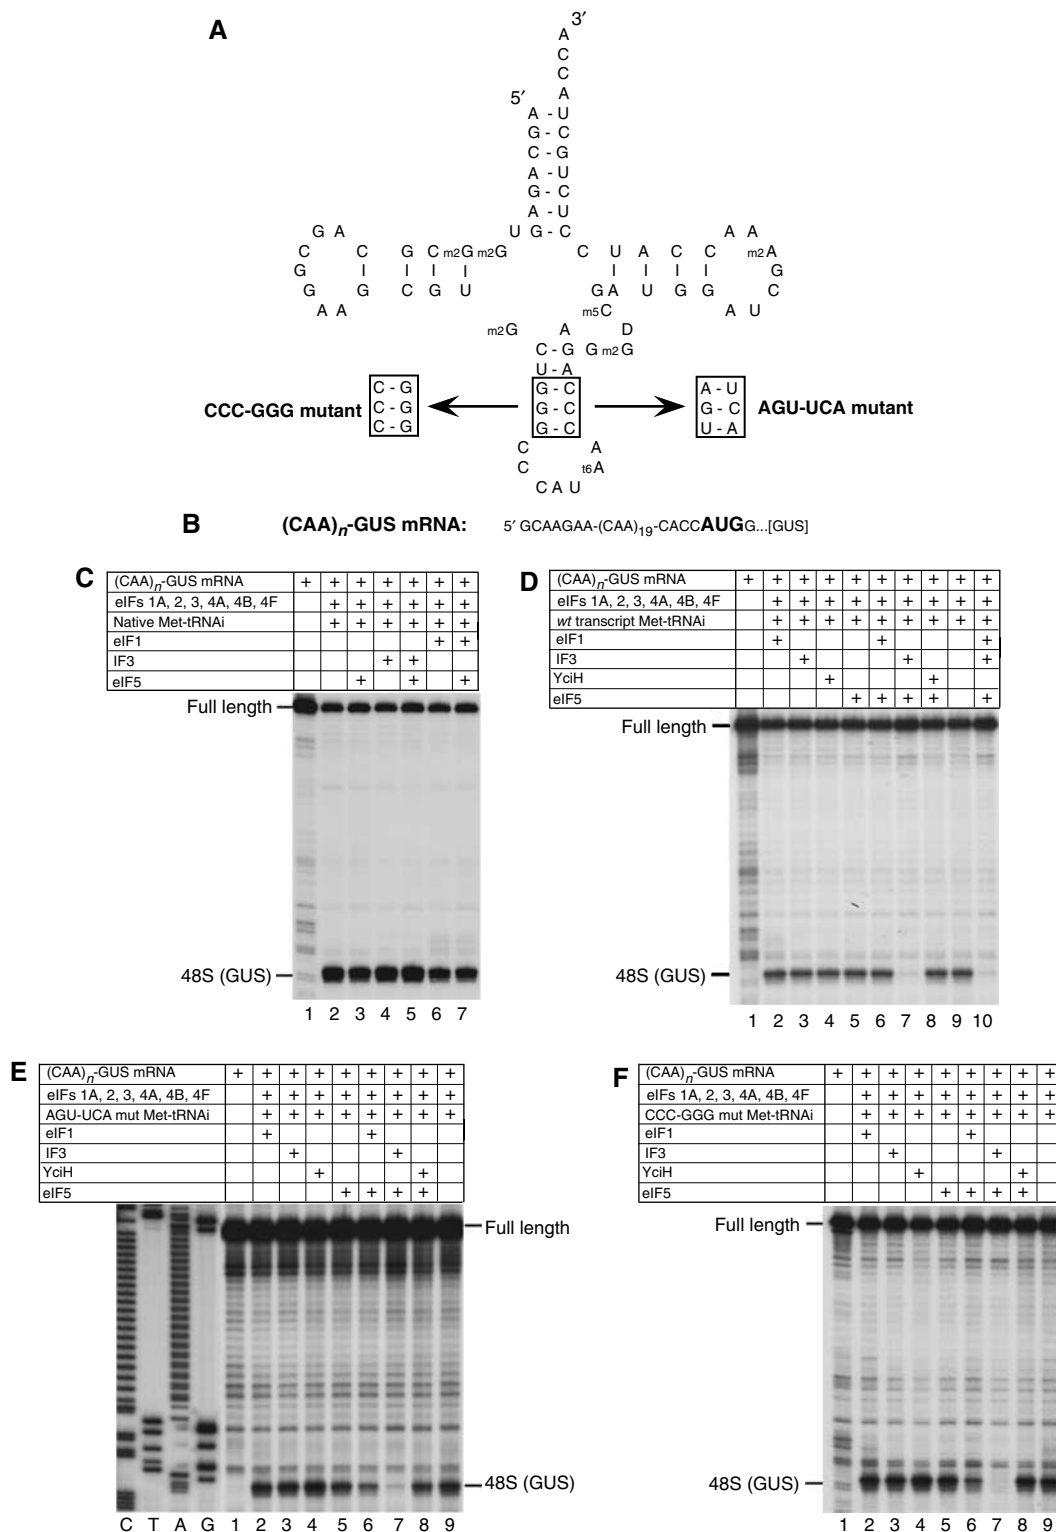 A
3′
A
C
C
A
5′
A - U
G - C
C - G
A - U
G - C
A - U
U G - C
G A
C
G
G
A A
C
I
G
G C m2G m2G
I I I
C G U
C U A C C
I I I I
G A U G G
A A
m2A
G
C
A U
m5C
m2G
A
D
C - G G m2G
U - A
CCC-GGG mutant
C - G
C - G
C - G
G - C
G - C
G - C
A - U
G - C
U - A
AGU-UCA mutant
C A
C t6A
C A U
B
(CAA)n-GUS mRNA: 5′ GCAAGAA-(CAA)19-CACCAUGG...[GUS]
C
(CAA)n-GUS mRNA + + + + + + +
eIFs 1A, 2, 3, 4A, 4B, 4F + + + + + +
Native Met-tRNAi + + + + + +
eIF1 + +
IF3 + +
eIF5 + + +
Full length
48S (GUS)
1 2 3 4 5 6 7
D
(CAA)n-GUS mRNA + + + + + + + + + +
eIFs 1A, 2, 3, 4A, 4B, 4F + + + + + + + + +
wt transcript Met-tRNAi + + + + + + + + +
eIF1 + + +
IF3 + + +
YciH + +
eIF5 + + + + +
Full length
48S (GUS)
1 2 3 4 5 6 7 8 9 10
E
(CAA)n-GUS mRNA + + + + + + + + +
eIFs 1A, 2, 3, 4A, 4B, 4F + + + + + + + +
AGU-UCA mut Met-tRNAi + + + + + + + +
eIF1 + +
IF3 + +
YciH + +
eIF5 + + + +
Full length
48S (GUS)
C T A G 1 2 3 4 5 6 7 8 9
F
(CAA)n-GUS mRNA + + + + + + + + +
eIFs 1A, 2, 3, 4A, 4B, 4F + + + + + + + +
CCC-GGG mut Met-tRNAi + + + + + + + +
eIF1 + +
IF3 + +
YciH + +
eIF5 + + + +
Full length
48S (GUS)
1 2 3 4 5 6 7 8 9